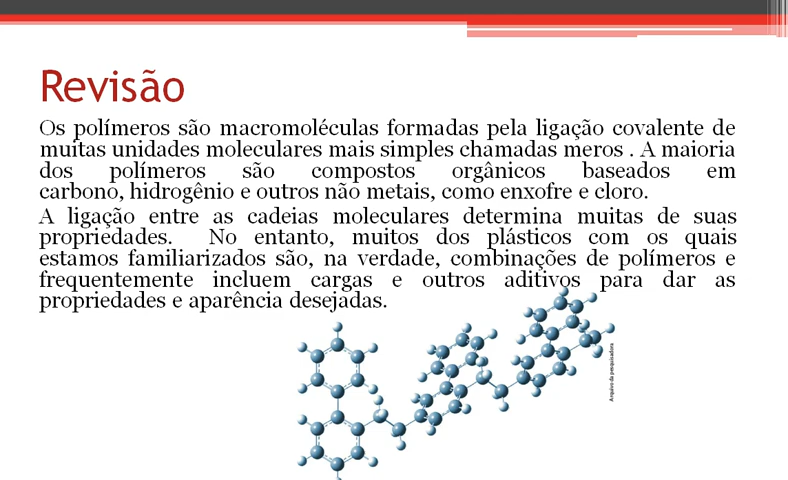 Revisão
Os polímeros são macromoléculas formadas pela ligação covalente de
muitas unidades moleculares mais simples chamadas meros . A maioria
dos polímeros são compostos orgânicos baseados em
carbono, hidrogênio e outros não metais, como enxofre e cloro.
A ligação entre as cadeias moleculares determina muitas de suas
propriedades. No entanto, muitos dos plásticos com os quais
estamos familiarizados são, na verdade, combinações de polímeros e
frequentemente incluem cargas e outros aditivos para dar as
propriedades e aparência desejadas.
Arquivo da pesquisadora